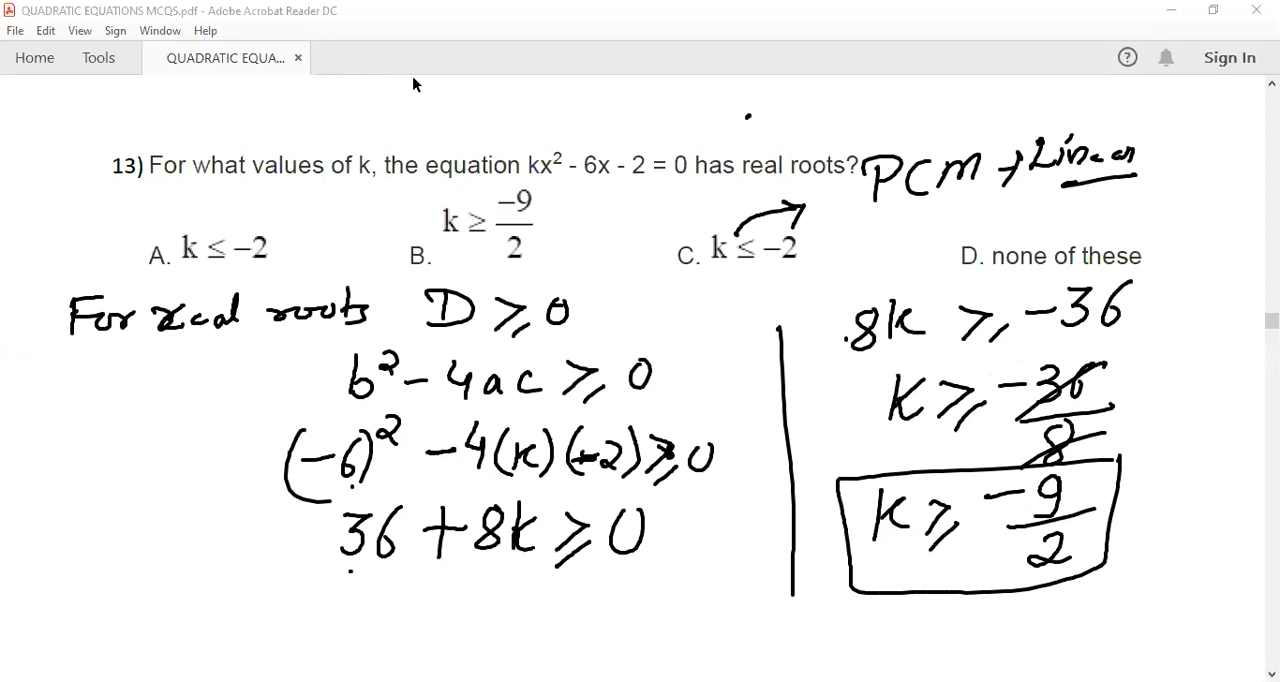 QUADRATIC EQUATIONS MCQS.pdf - Adobe Acrobat Reader DC
File Edit View Sign Window Help
Home Tools QUADRATIC EQUA... × ? Sign In
13) For what values of k, the equation kx² - 6x - 2 = 0 has real roots?
PCM + Linear
A. k ≤ −2 B. k ≥ −9/2 C. k ≤ −2 D. none of these
For real roots D ≥ 0
b² - 4ac ≥ 0
(-6)² - 4(k)(-2) ≥ 0
36 + 8k ≥ 0
8k ≥ -36
k ≥ -36/8
k ≥ -9/2